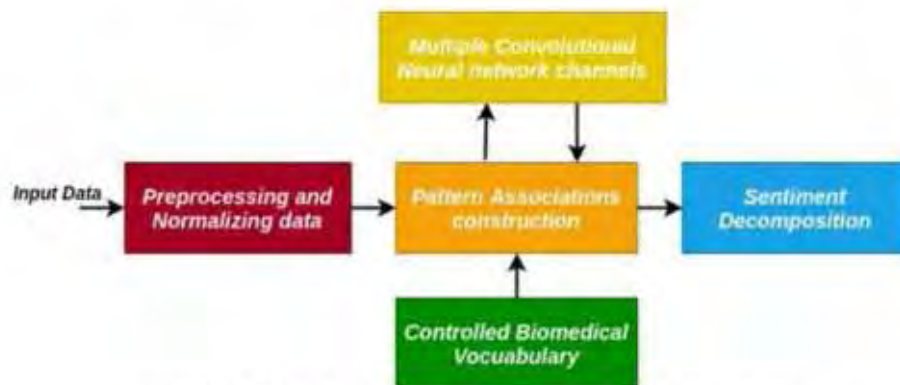 Multiple Convolutional
Neural network channels
Input Data
Preprocessing and
Normalizing data
Pattern Associations
construction
Sentiment
Decomposition
Controlled Biomedical
Vocuabulary